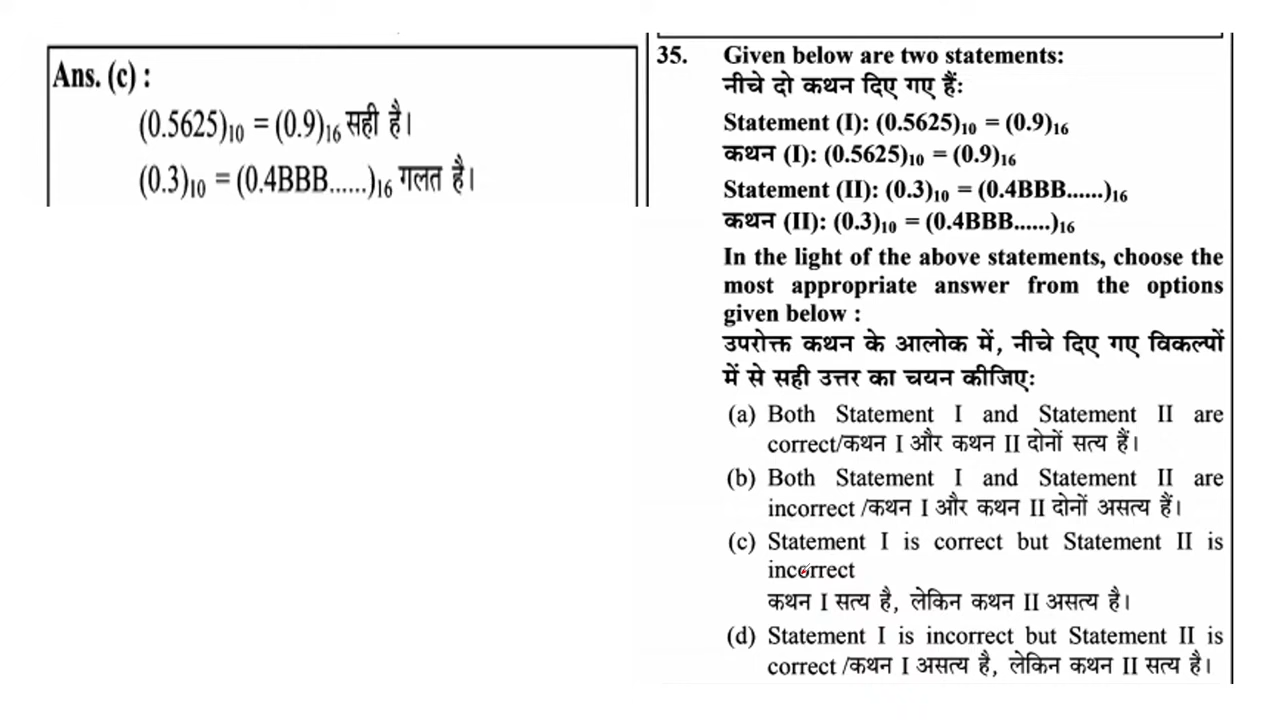 Ans. (c) :
(0.5625)₁₀ = (0.9)₁₆ सही है।
(0.3)₁₀ = (0.4BBB......)₁₆ गलत है।
35. Given below are two statements:
नीचे दो कथन दिए गए हैं:
Statement (I): (0.5625)₁₀ = (0.9)₁₆
कथन (I): (0.5625)₁₀ = (0.9)₁₆
Statement (II): (0.3)₁₀ = (0.4BBB......)₁₆
कथन (II): (0.3)₁₀ = (0.4BBB......)₁₆
In the light of the above statements, choose the
most appropriate answer from the options
given below :
उपरोक्त कथन के आलोक में, नीचे दिए गए विकल्पों
में से सही उत्तर का चयन कीजिए:
(a) Both Statement I and Statement II are
correct/कथन I और कथन II दोनों सत्य हैं।
(b) Both Statement I and Statement II are
incorrect /कथन I और कथन II दोनों असत्य हैं।
(c) Statement I is correct but Statement II is
incorrect
कथन I सत्य है, लेकिन कथन II असत्य है।
(d) Statement I is incorrect but Statement II is
correct /कथन I असत्य है, लेकिन कथन II सत्य है।